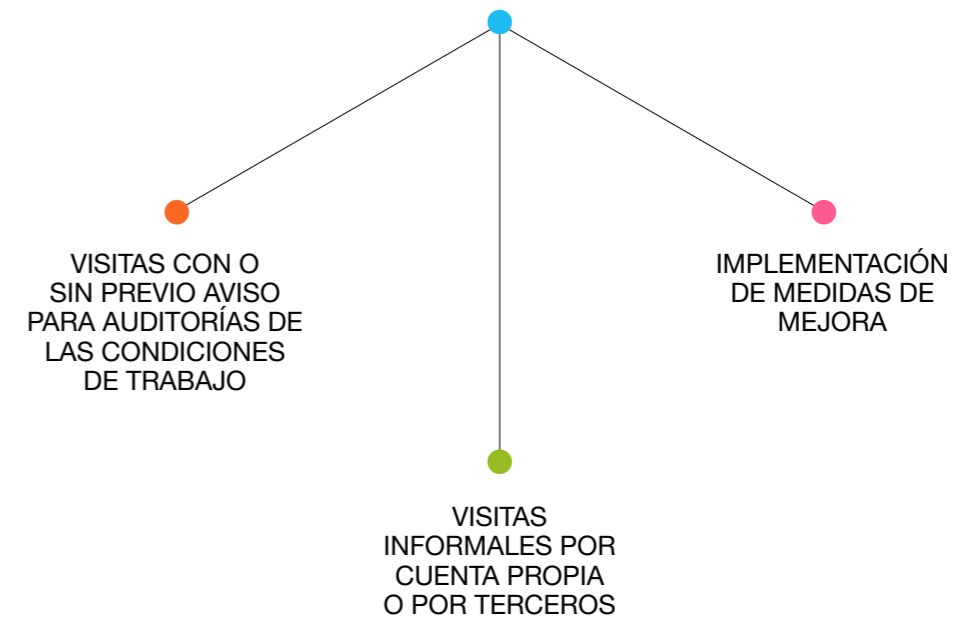 VISITAS CON O
SIN PREVIO AVISO
PARA AUDITORÍAS DE
LAS CONDICIONES
DE TRABAJO
VISITAS
INFORMALES POR
CUENTA PROPIA
O POR TERCEROS
IMPLEMENTACIÓN
DE MEDIDAS DE
MEJORA